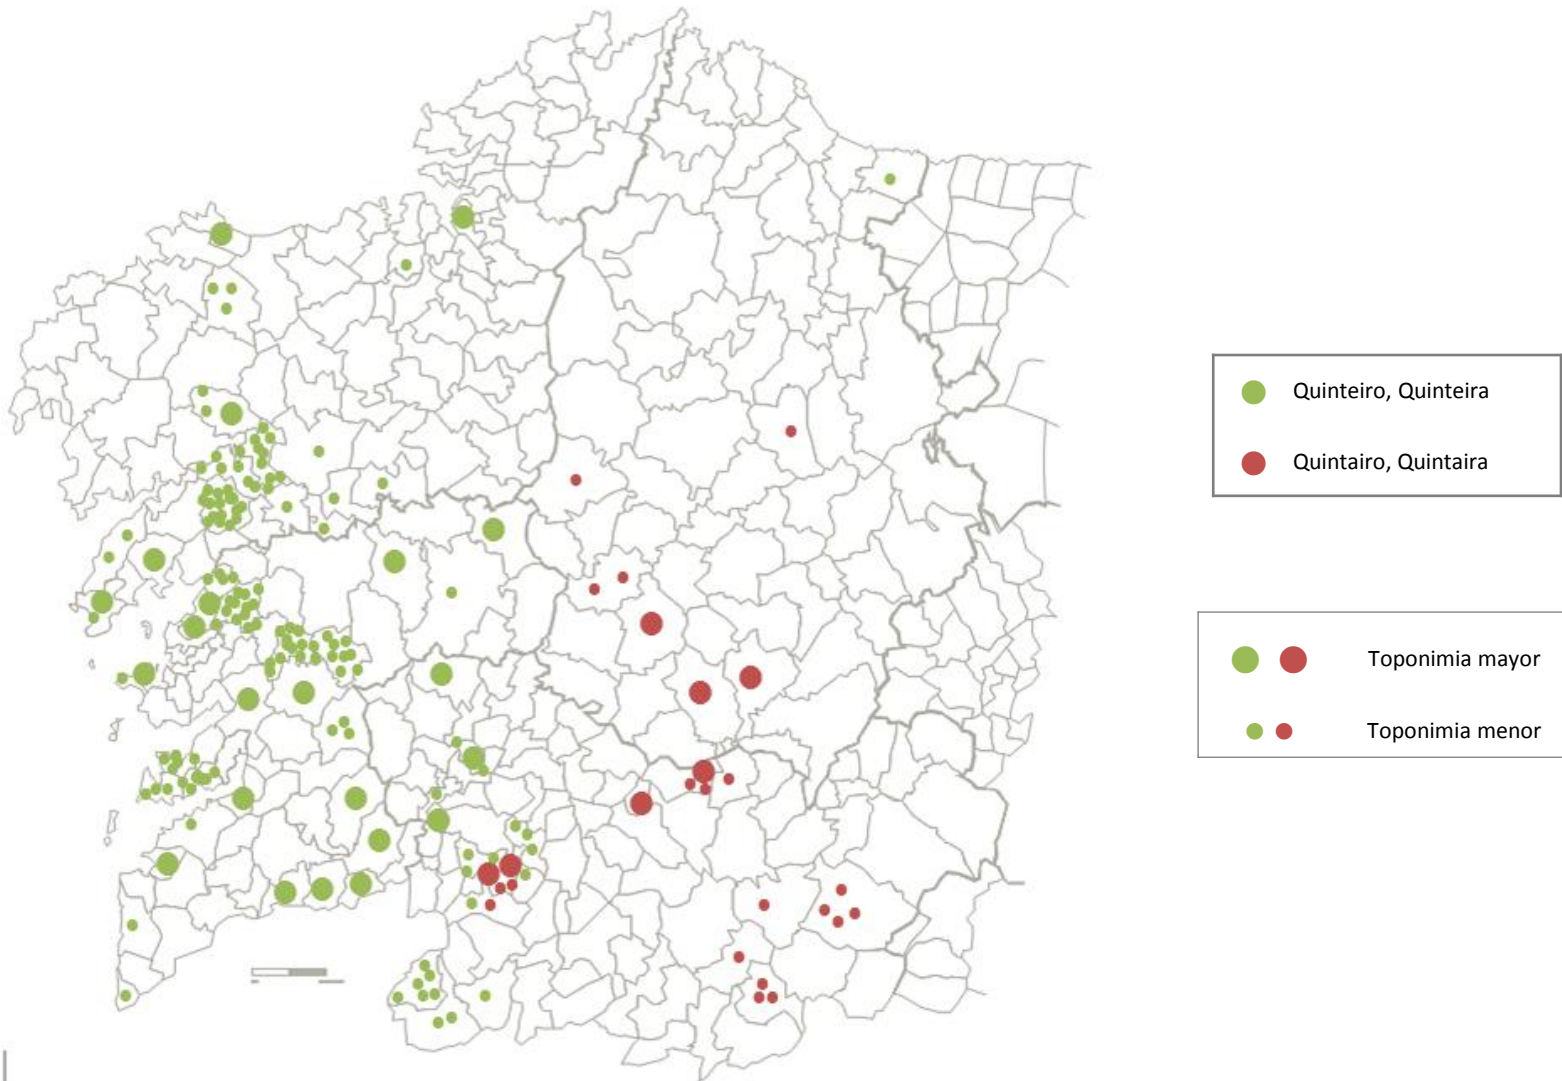 Quinteiro, Quinteira
Quintairo, Quintaira
Toponimia mayor
Toponimia menor